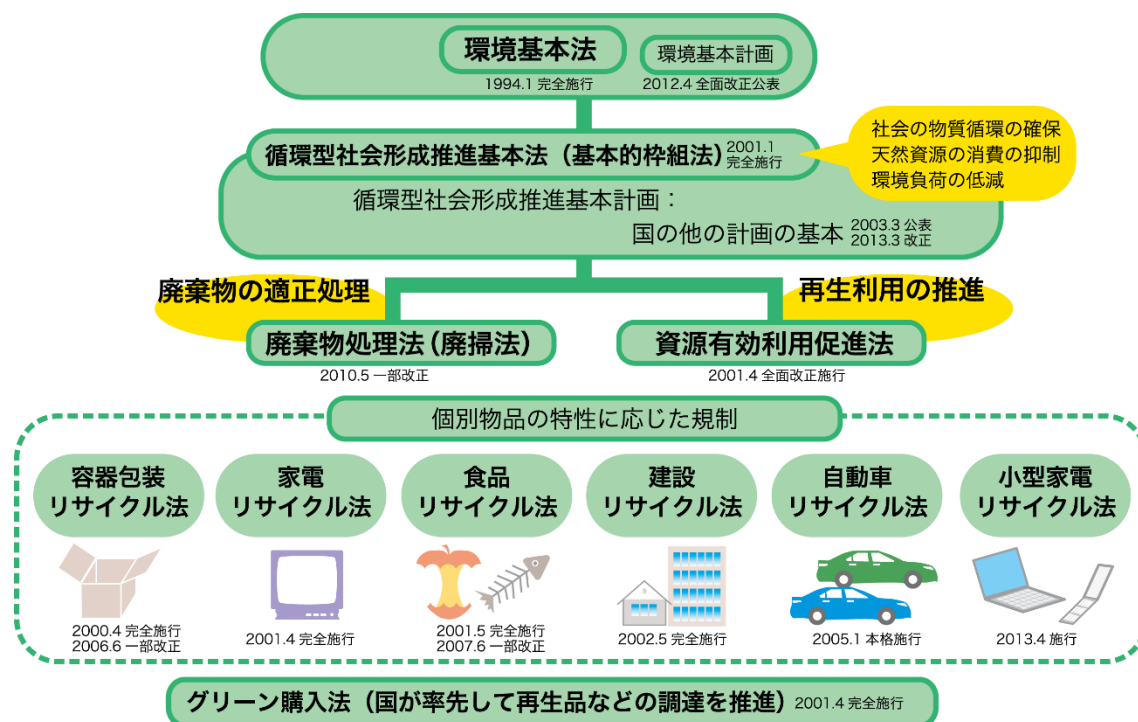 環境基本法
1994.1 完全施行
環境基本計画
2012.4 全面改正公表
循環型社会形成推進基本法（基本的枠組法）2001.1 完全施行
社会の物質循環の確保
天然資源の消費の抑制
環境負荷の低減
循環型社会形成推進基本計画：
国の他の計画の基本 2003.3 公表
2013.3 改正
廃棄物の適正処理
再生利用の推進
廃棄物処理法（廃掃法）
2010.5 一部改正
資源有効利用促進法
2001.4 全面改正施行
個別物品の特性に応じた規制
容器包装
リサイクル法
2000.4 完全施行
2006.6 一部改正
家電
リサイクル法
2001.4 完全施行
食品
リサイクル法
2001.5 完全施行
2007.6 一部改正
建設
リサイクル法
2002.5 完全施行
自動車
リサイクル法
2005.1 本格施行
小型家電
リサイクル法
2013.4 施行
グリーン購入法（国が率先して再生品などの調達を推進）2001.4 完全施行